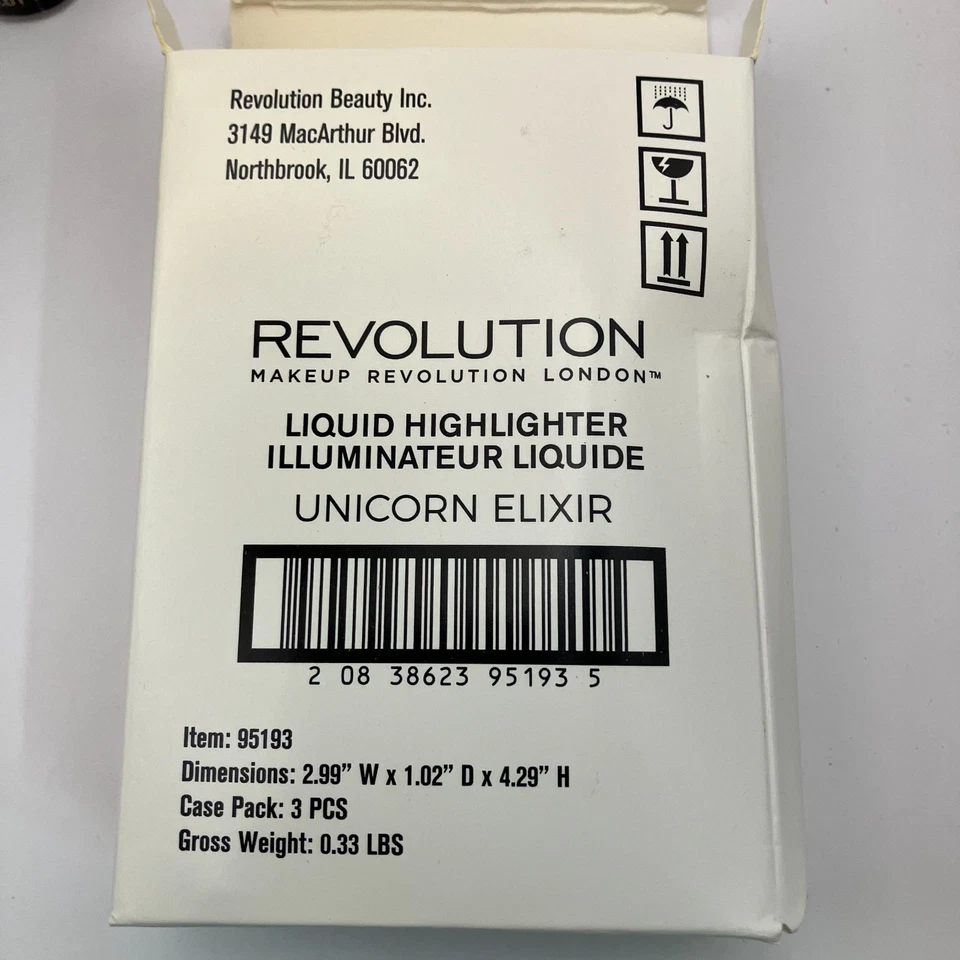 Revolution Beauty Inc.
3149 MacArthur Blvd.
Northbrook, IL 60062
REVOLUTION
MAKEUP REVOLUTION LONDON™
LIQUID HIGHLIGHTER
ILLUMINATEUR LIQUIDE
UNICORN ELIXIR
2 08 38623 95193 5
Item: 95193
Dimensions: 2.99” W x 1.02” D x 4.29” H
Case Pack: 3 PCS
Gross Weight: 0.33 LBS